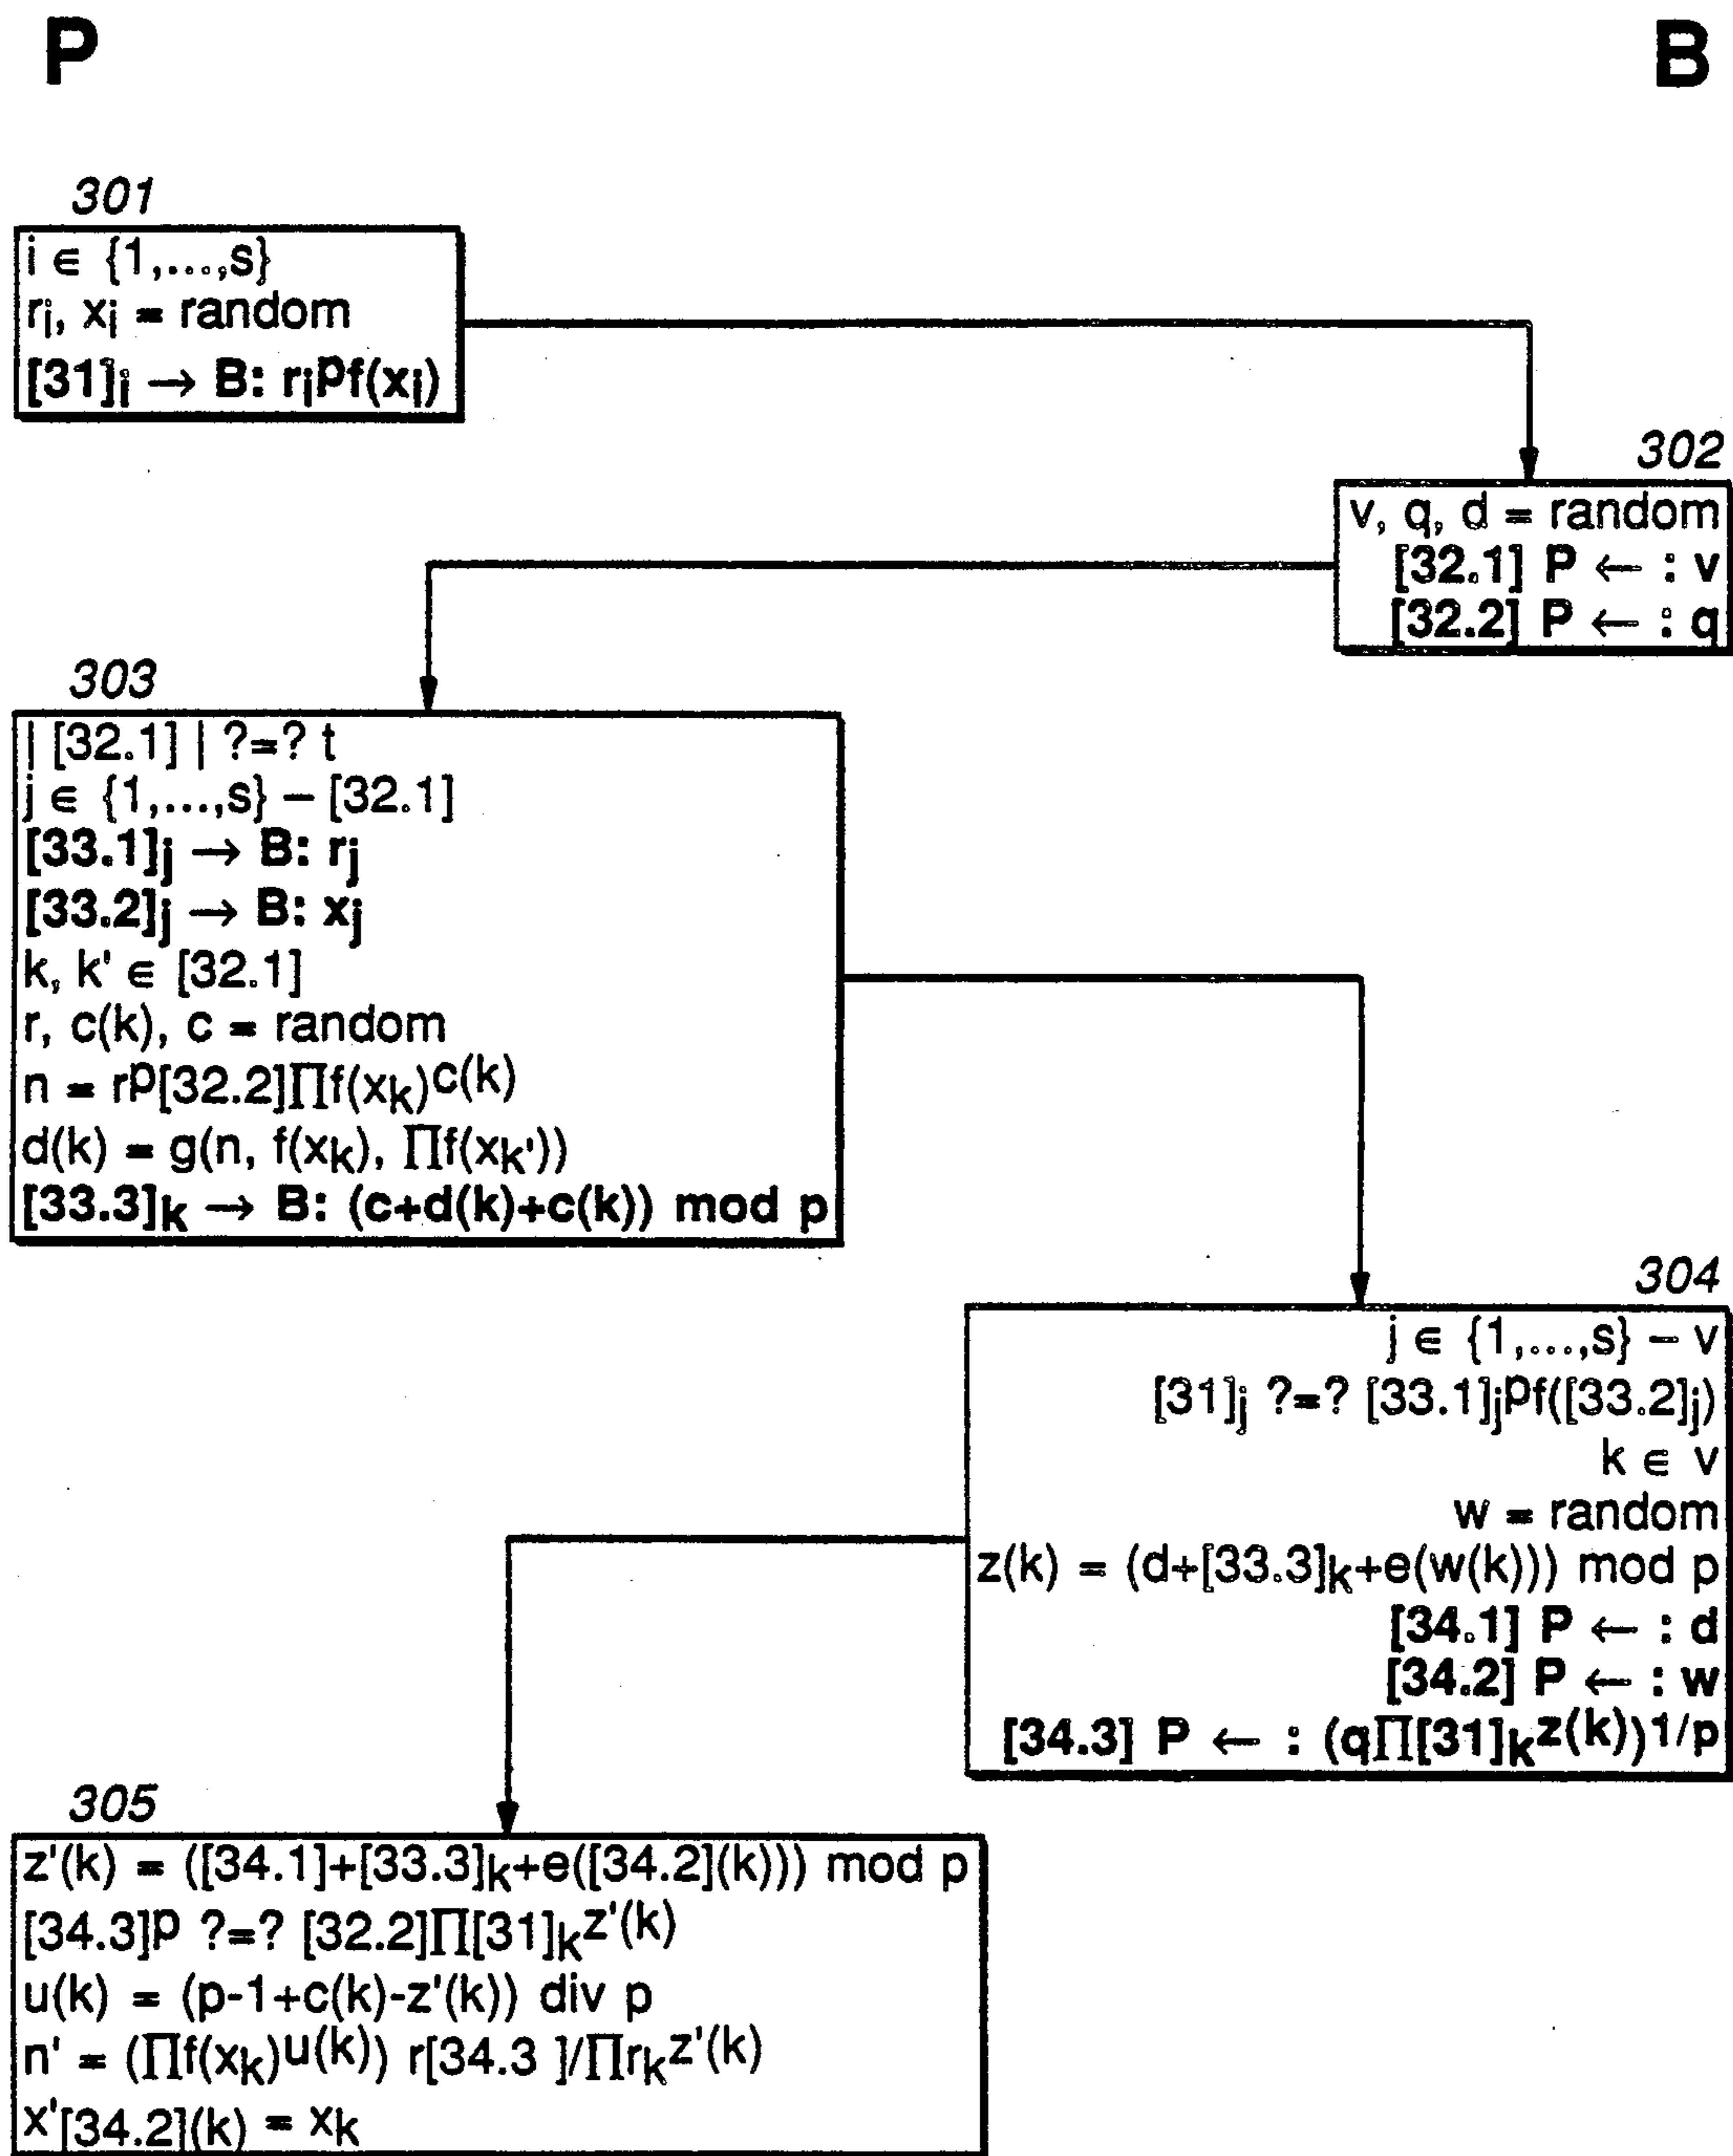 P
B
301
i ∈ {1,...,s}
rᵢ, xᵢ = random
[31]ᵢ → B: rᵢᵖf(xᵢ)
302
v, q, d = random
[32.1] P ← : v
[32.2] P ← : q
303
| [32.1] | ?=? t
j ∈ {1,...,s} – [32.1]
[33.1]ⱼ → B: rⱼ
[33.2]ⱼ → B: xⱼ
k, k' ∈ [32.1]
r, c(k), c = random
n = rᵖ[32.2]∏f(xₖ)ᶜ⁽ᵏ⁾
d(k) = g(n, f(xₖ), ∏f(xₖ'))
[33.3]ₖ → B: (c+d(k)+c(k)) mod p
304
j ∈ {1,...,s} – v
[31]ⱼ ?=? [33.1]ⱼᵖf([33.2]ⱼ)
k ∈ v
w = random
z(k) = (d+[33.3]ₖ+e(w(k))) mod p
[34.1] P ← : d
[34.2] P ← : w
[34.3] P ← : (q∏[31]ₖᶻ⁽ᵏ⁾)¹ᐟᵖ
305
z'(k) = ([34.1]+[33.3]ₖ+e([34.2](k))) mod p
[34.3]ᵖ ?=? [32.2]∏[31]ₖᶻ'⁽ᵏ⁾
u(k) = (p-1+c(k)-z'(k)) div p
n' = (∏f(xₖ)ᵘ⁽ᵏ⁾) r[34.3 ]/∏rₖᶻ'⁽ᵏ⁾
x'[34.2](k) = xₖ